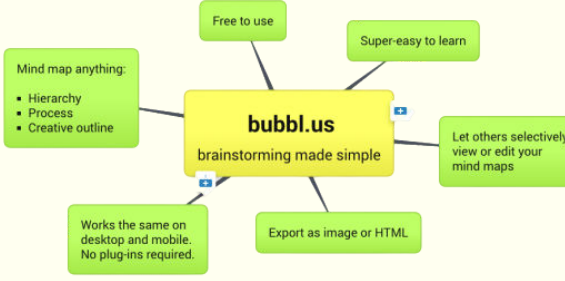 Free to use
Super-easy to learn
Mind map anything:
▪ Hierarchy
▪ Process
▪ Creative outline
bubbl.us
brainstorming made simple
Let others selectively
view or edit your
mind maps
Works the same on
desktop and mobile.
No plug-ins required.
Export as image or HTML